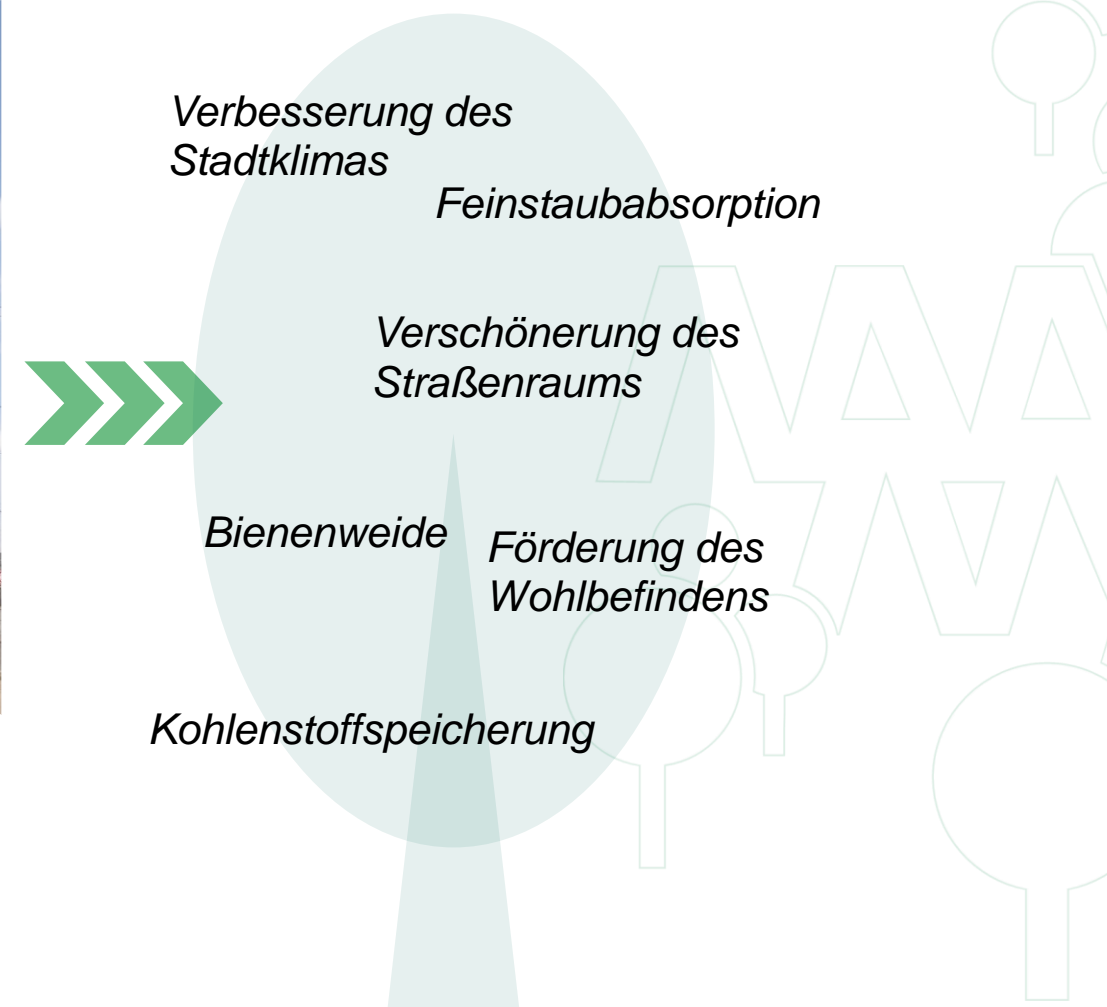 Verbesserung des
Stadtklimas
Feinstaubabsorption
Verschönerung des
Straßenraums
Bienenweide
Förderung des
Wohlbefindens
Kohlenstoffspeicherung